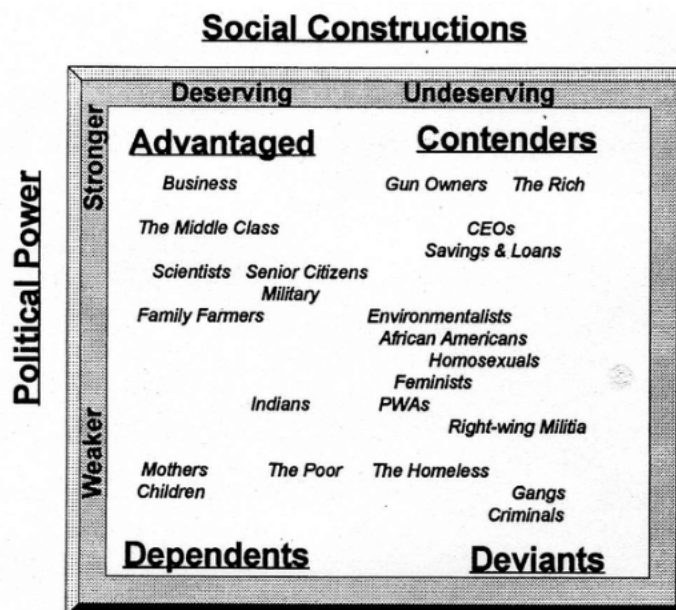 Social Constructions
Deserving Undeserving
Political Power
Stronger
Weaker
Advantaged Contenders
Business Gun Owners The Rich
The Middle Class CEOs
Savings & Loans
Scientists Senior Citizens
Military
Family Farmers Environmentalists
African Americans
Homosexuals
Feminists
Indians PWAs
Right-wing Militia
Mothers The Poor The Homeless
Children Gangs
Criminals
Dependents Deviants